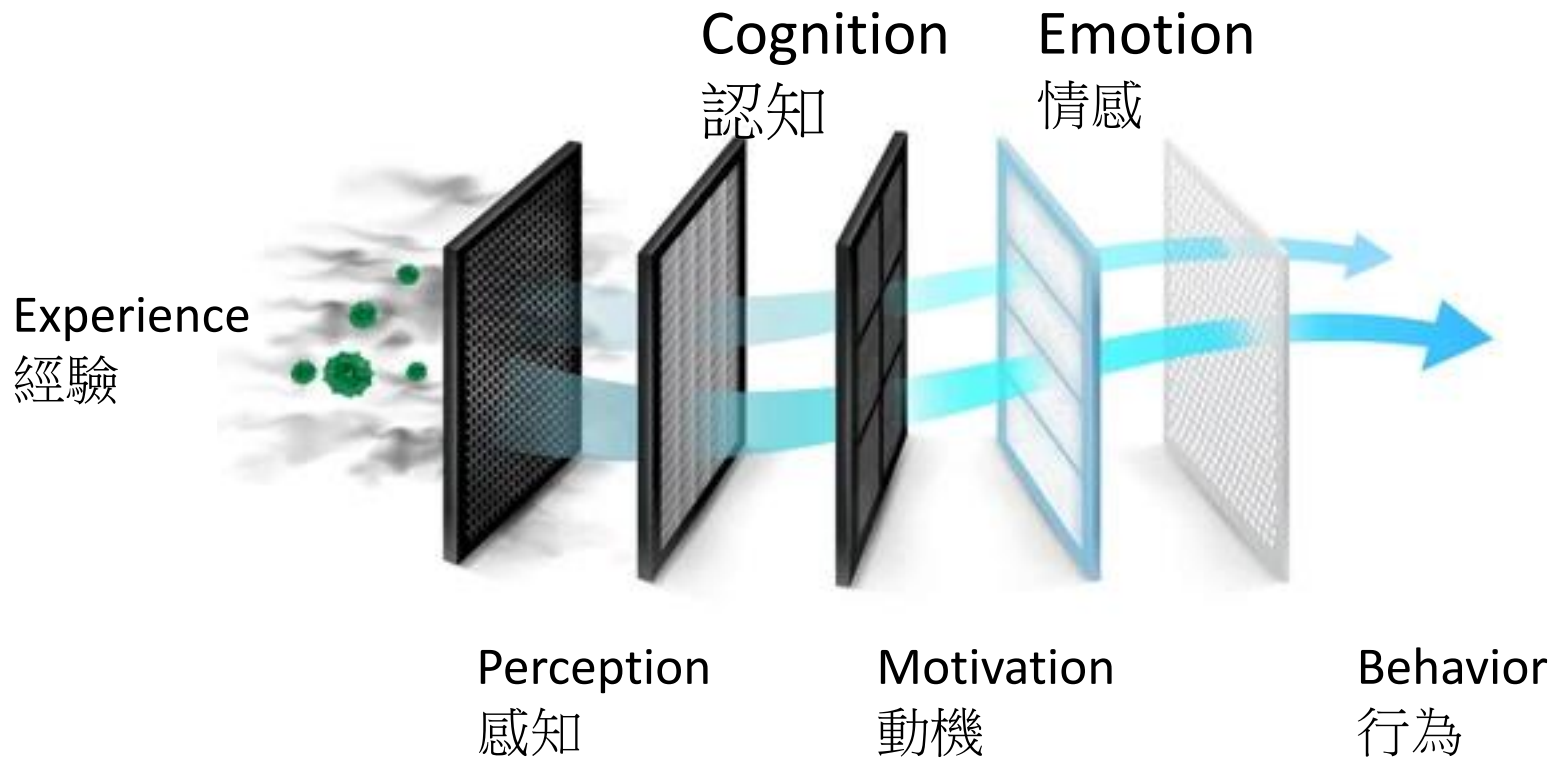 Cognition
認知
Emotion
情感
Experience
經驗
Perception
感知
Motivation
動機
Behavior
行為